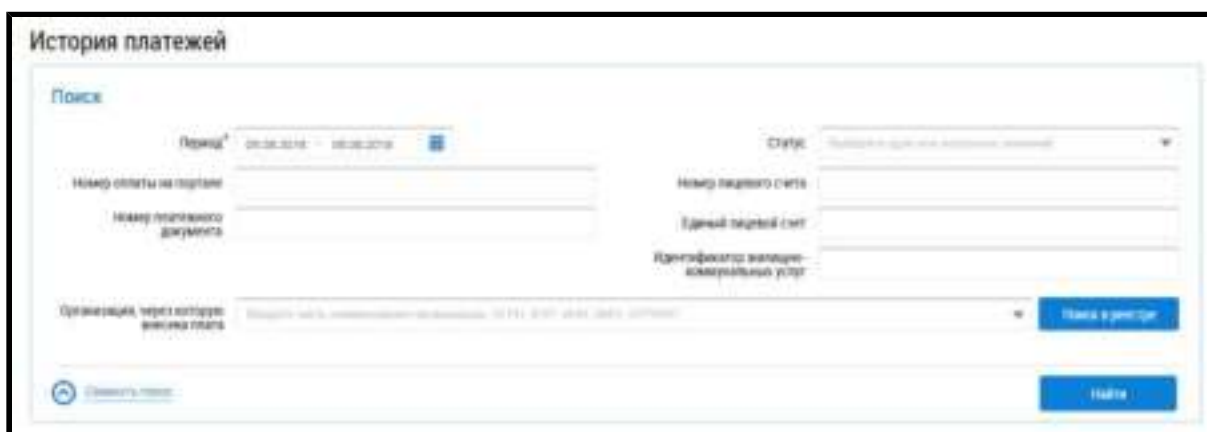 История платежей
Поиск
Период*
Статус
Номер оплаты на портале
Номер лицевого счета
Номер платежного
документа
Единый лицевой счет
Идентификатор жилищно-
коммунальных услуг
Организация, через которую
внесена плата
Поиск в реестре
Свернуть поиск
Найти